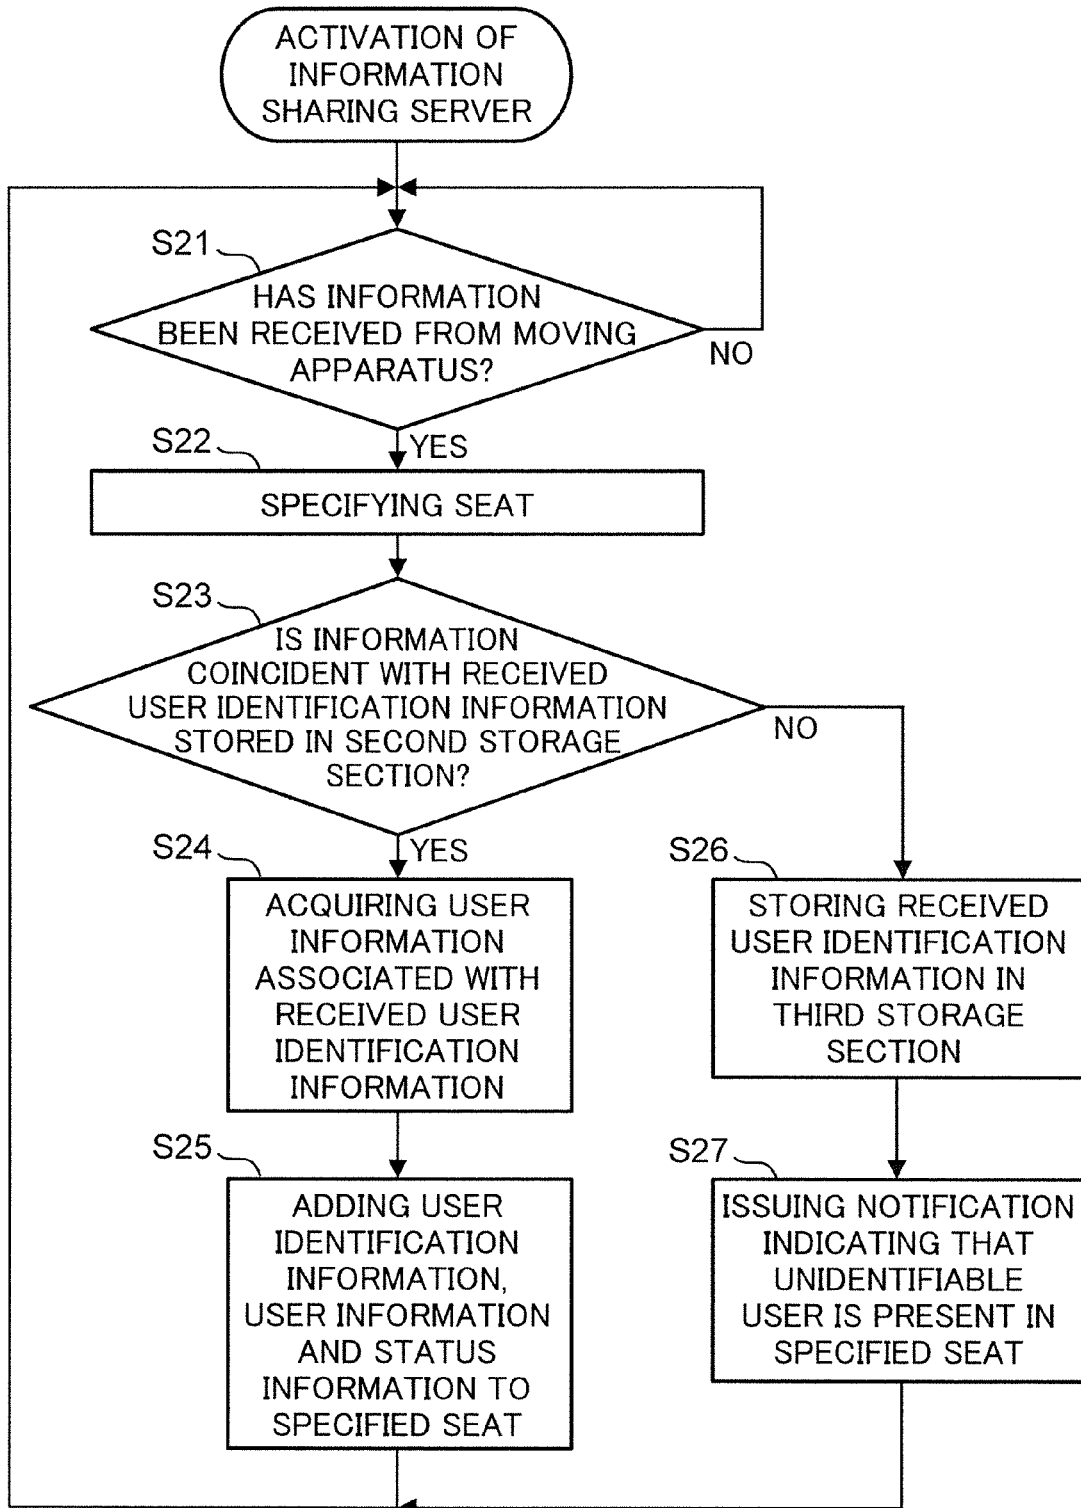 ACTIVATION OF
INFORMATION
SHARING SERVER
S21
HAS INFORMATION
BEEN RECEIVED FROM MOVING
APPARATUS?
NO
YES
S22
SPECIFYING SEAT
S23
IS INFORMATION
COINCIDENT WITH RECEIVED
USER IDENTIFICATION INFORMATION
STORED IN SECOND STORAGE
SECTION?
NO
YES
S24
ACQUIRING USER
INFORMATION
ASSOCIATED WITH
RECEIVED USER
IDENTIFICATION
INFORMATION
S25
ADDING USER
IDENTIFICATION
INFORMATION,
USER INFORMATION
AND STATUS
INFORMATION TO
SPECIFIED SEAT
S26
STORING RECEIVED
USER IDENTIFICATION
INFORMATION IN
THIRD STORAGE
SECTION
S27
ISSUING NOTIFICATION
INDICATING THAT
UNIDENTIFIABLE
USER IS PRESENT IN
SPECIFIED SEAT